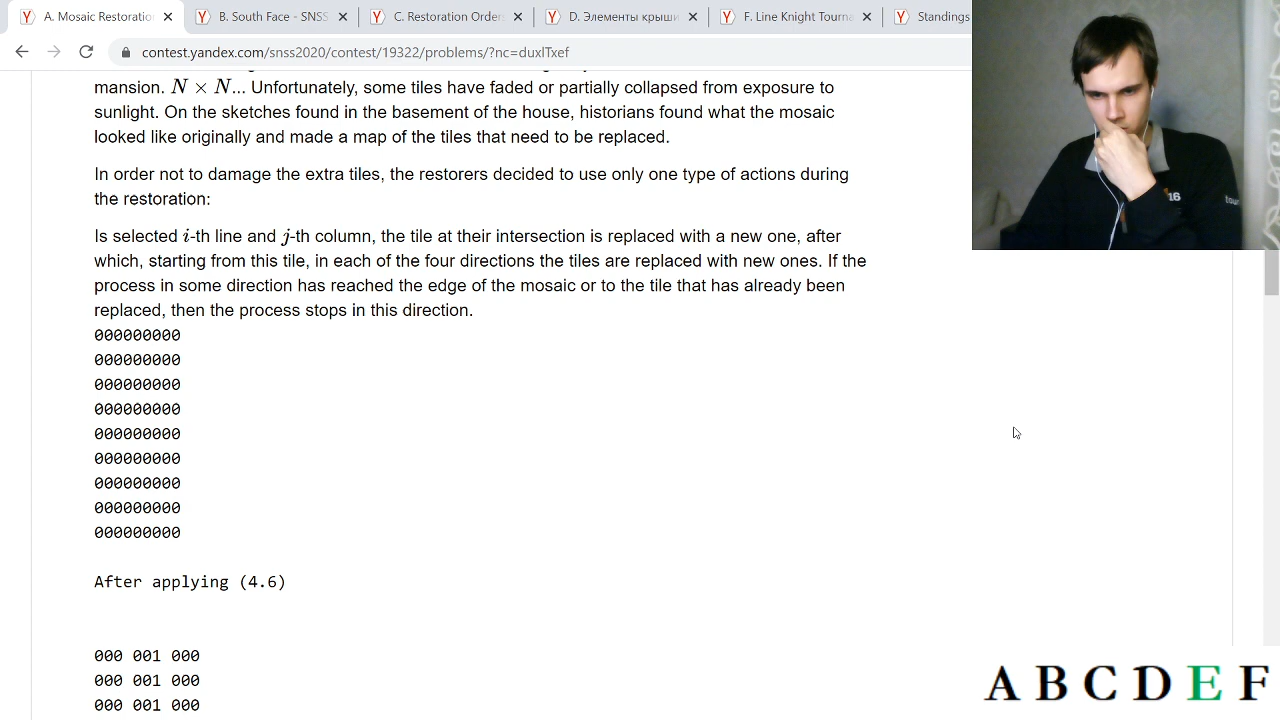 A. Mosaic Restoratio
B. South Face - SNSS
C. Restoration Orders
D. Элементы крыши
F. Line Knight Tourna
Standings
contest.yandex.com/snss2020/contest/19322/problems?nc=duxlTxef
mansion. N × N... Unfortunately, some tiles have faded or partially collapsed from exposure to
sunlight. On the sketches found in the basement of the house, historians found what the mosaic
looked like originally and made a map of the tiles that need to be replaced.
In order not to damage the extra tiles, the restorers decided to use only one type of actions during
the restoration:
Is selected i-th line and j-th column, the tile at their intersection is replaced with a new one, after
which, starting from this tile, in each of the four directions the tiles are replaced with new ones. If the
process in some direction has reached the edge of the mosaic or to the tile that has already been
replaced, then the process stops in this direction.
000000000
000000000
000000000
000000000
000000000
000000000
000000000
000000000
000000000
After applying (4.6)
000 001 000
000 001 000
000 001 000
16
tour
A B C D E F